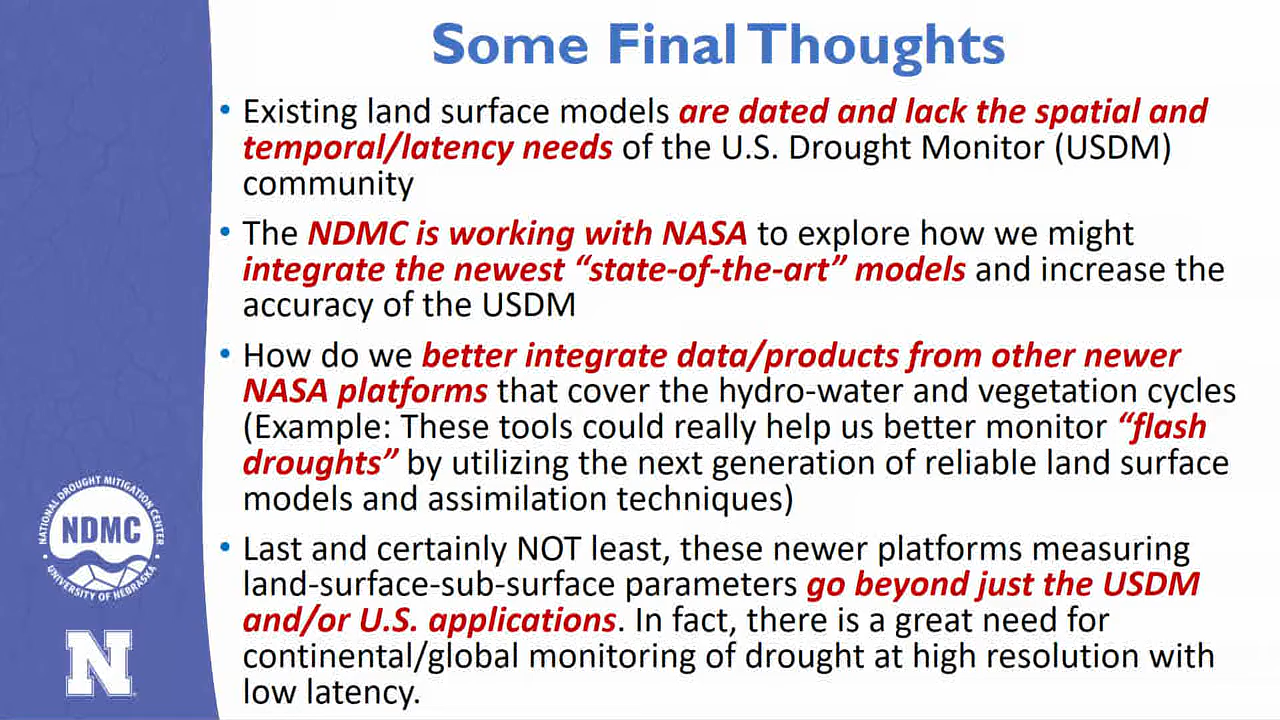 Some Final Thoughts
• Existing land surface models are dated and lack the spatial and
temporal/latency needs of the U.S. Drought Monitor (USDM)
community
• The NDMC is working with NASA to explore how we might
integrate the newest “state-of-the-art” models and increase the
accuracy of the USDM
• How do we better integrate data/products from other newer
NASA platforms that cover the hydro-water and vegetation cycles
(Example: These tools could really help us better monitor “flash
droughts” by utilizing the next generation of reliable land surface
models and assimilation techniques)
• Last and certainly NOT least, these newer platforms measuring
land-surface-sub-surface parameters go beyond just the USDM
and/or U.S. applications. In fact, there is a great need for
continental/global monitoring of drought at high resolution with
low latency.
NATIONAL DROUGHT MITIGATION CENTER
NDMC
UNIVERSITY OF NEBRASKA
N